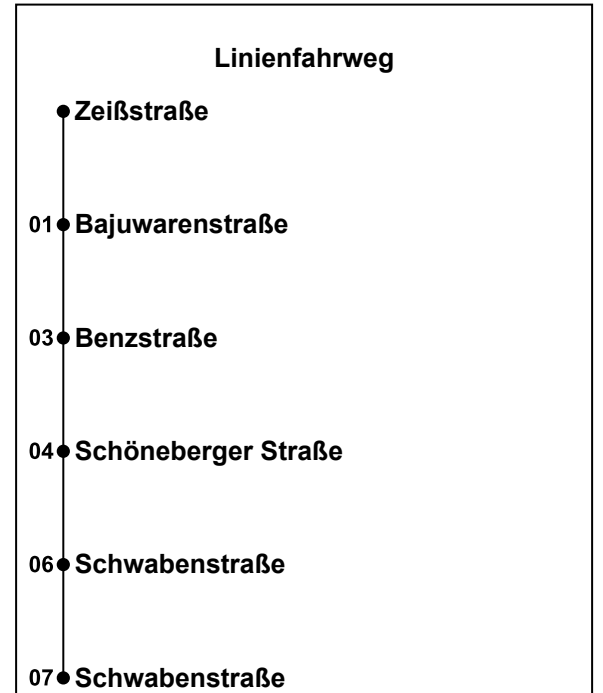 Linienfahrweg
Zeißstraße
01 Bajuwarenstraße
03 Benzstraße
04 Schöneberger Straße
06 Schwabenstraße
07 Schwabenstraße